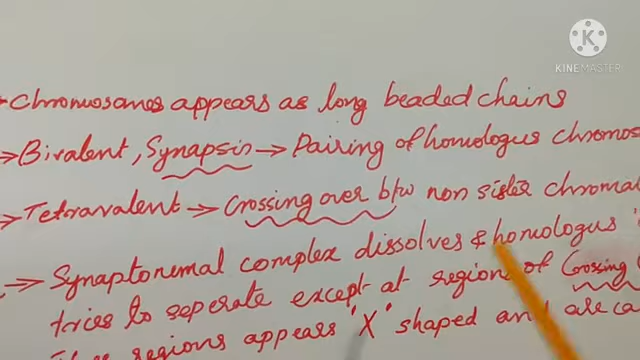 KINEMASTER
Chromosomes appears as long beaded chains
→ Bivalent, Synapsis → Pairing of homologus chromos
→ Tetravalent → Crossing over b/w non sister chromat
→ Synaptonemal complex dissolves & homologus
tries to seperate except at regions of Crossing
regions appears 'X' shaped and are ca